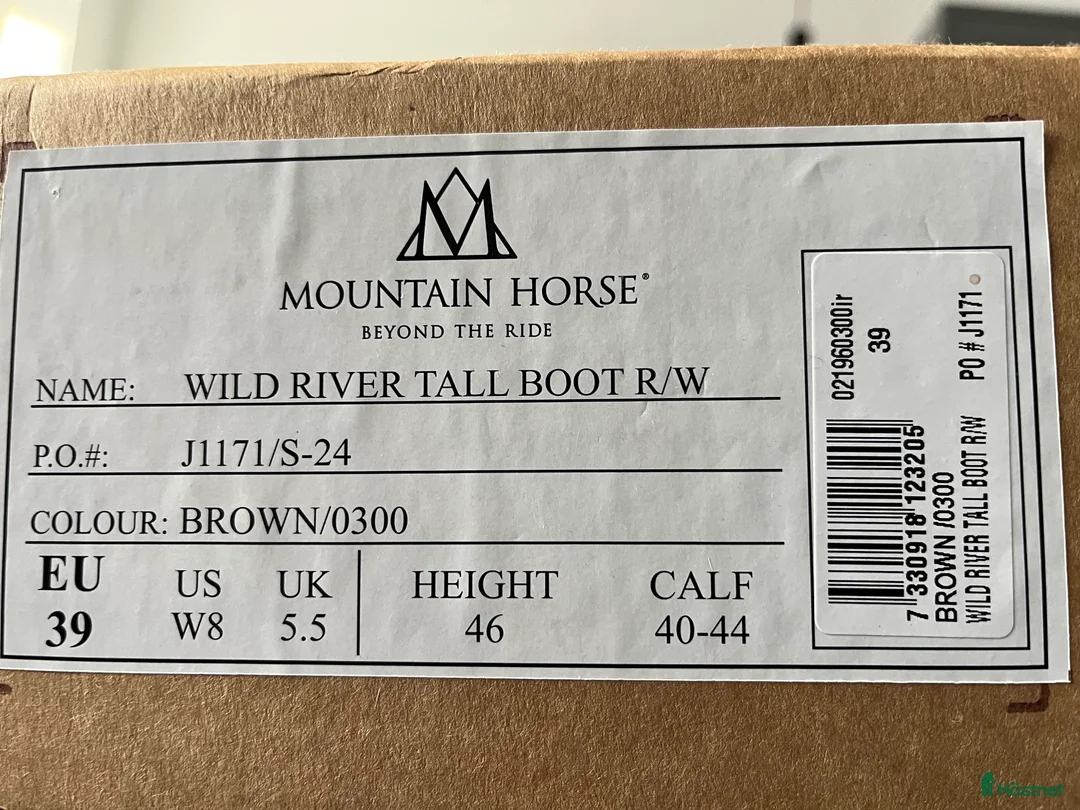 MOUNTAIN HORSE®
BEYOND THE RIDE
NAME: WILD RIVER TALL BOOT R/W
P.O.#: J1171/S-24
COLOUR: BROWN/0300
EU US UK HEIGHT CALF
39 W8 5.5 46 40-44
021960300ir
39
7 330918 123205
BROWN /0300
WILD RIVER TALL BOOT R/W PO # J1171
Hästnet